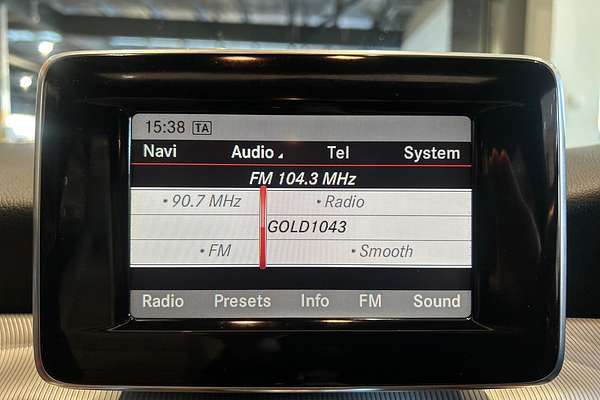 15:38 TA
Navi Audio Tel System
FM 104.3 MHz
• 90.7 MHz • Radio
GOLD1043
• FM • Smooth
Radio Presets Info FM Sound